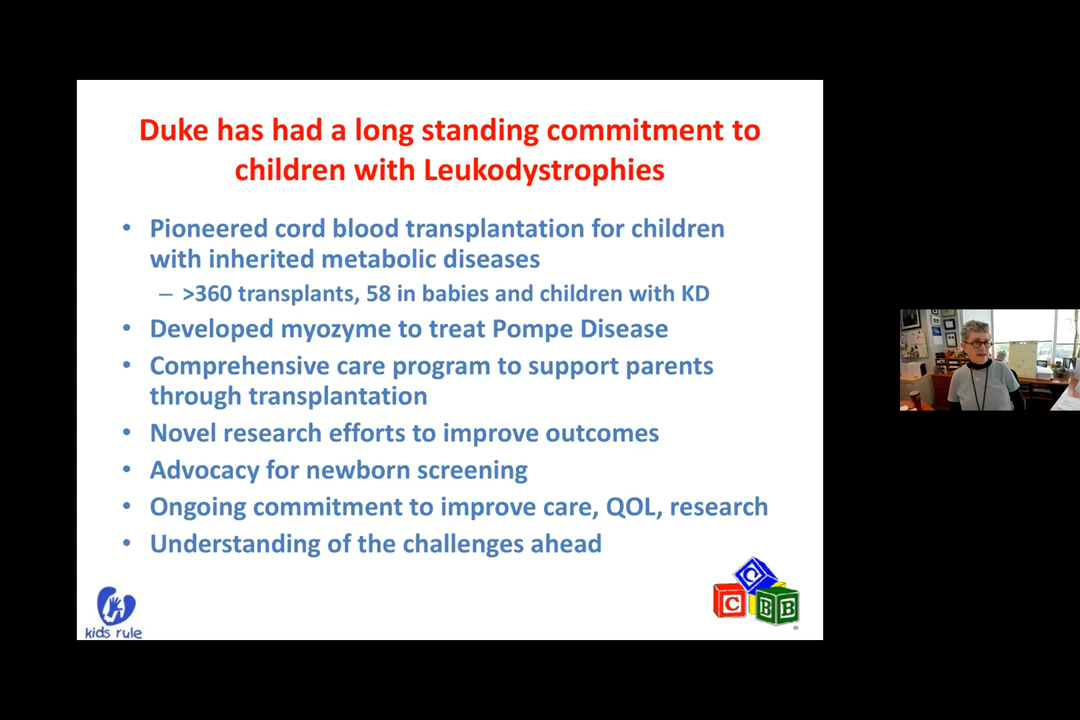 Duke has had a long standing commitment to
children with Leukodystrophies
• Pioneered cord blood transplantation for children
with inherited metabolic diseases
– >360 transplants, 58 in babies and children with KD
• Developed myozyme to treat Pompe Disease
• Comprehensive care program to support parents
through transplantation
• Novel research efforts to improve outcomes
• Advocacy for newborn screening
• Ongoing commitment to improve care, QOL, research
• Understanding of the challenges ahead
kids rule
C
C B B